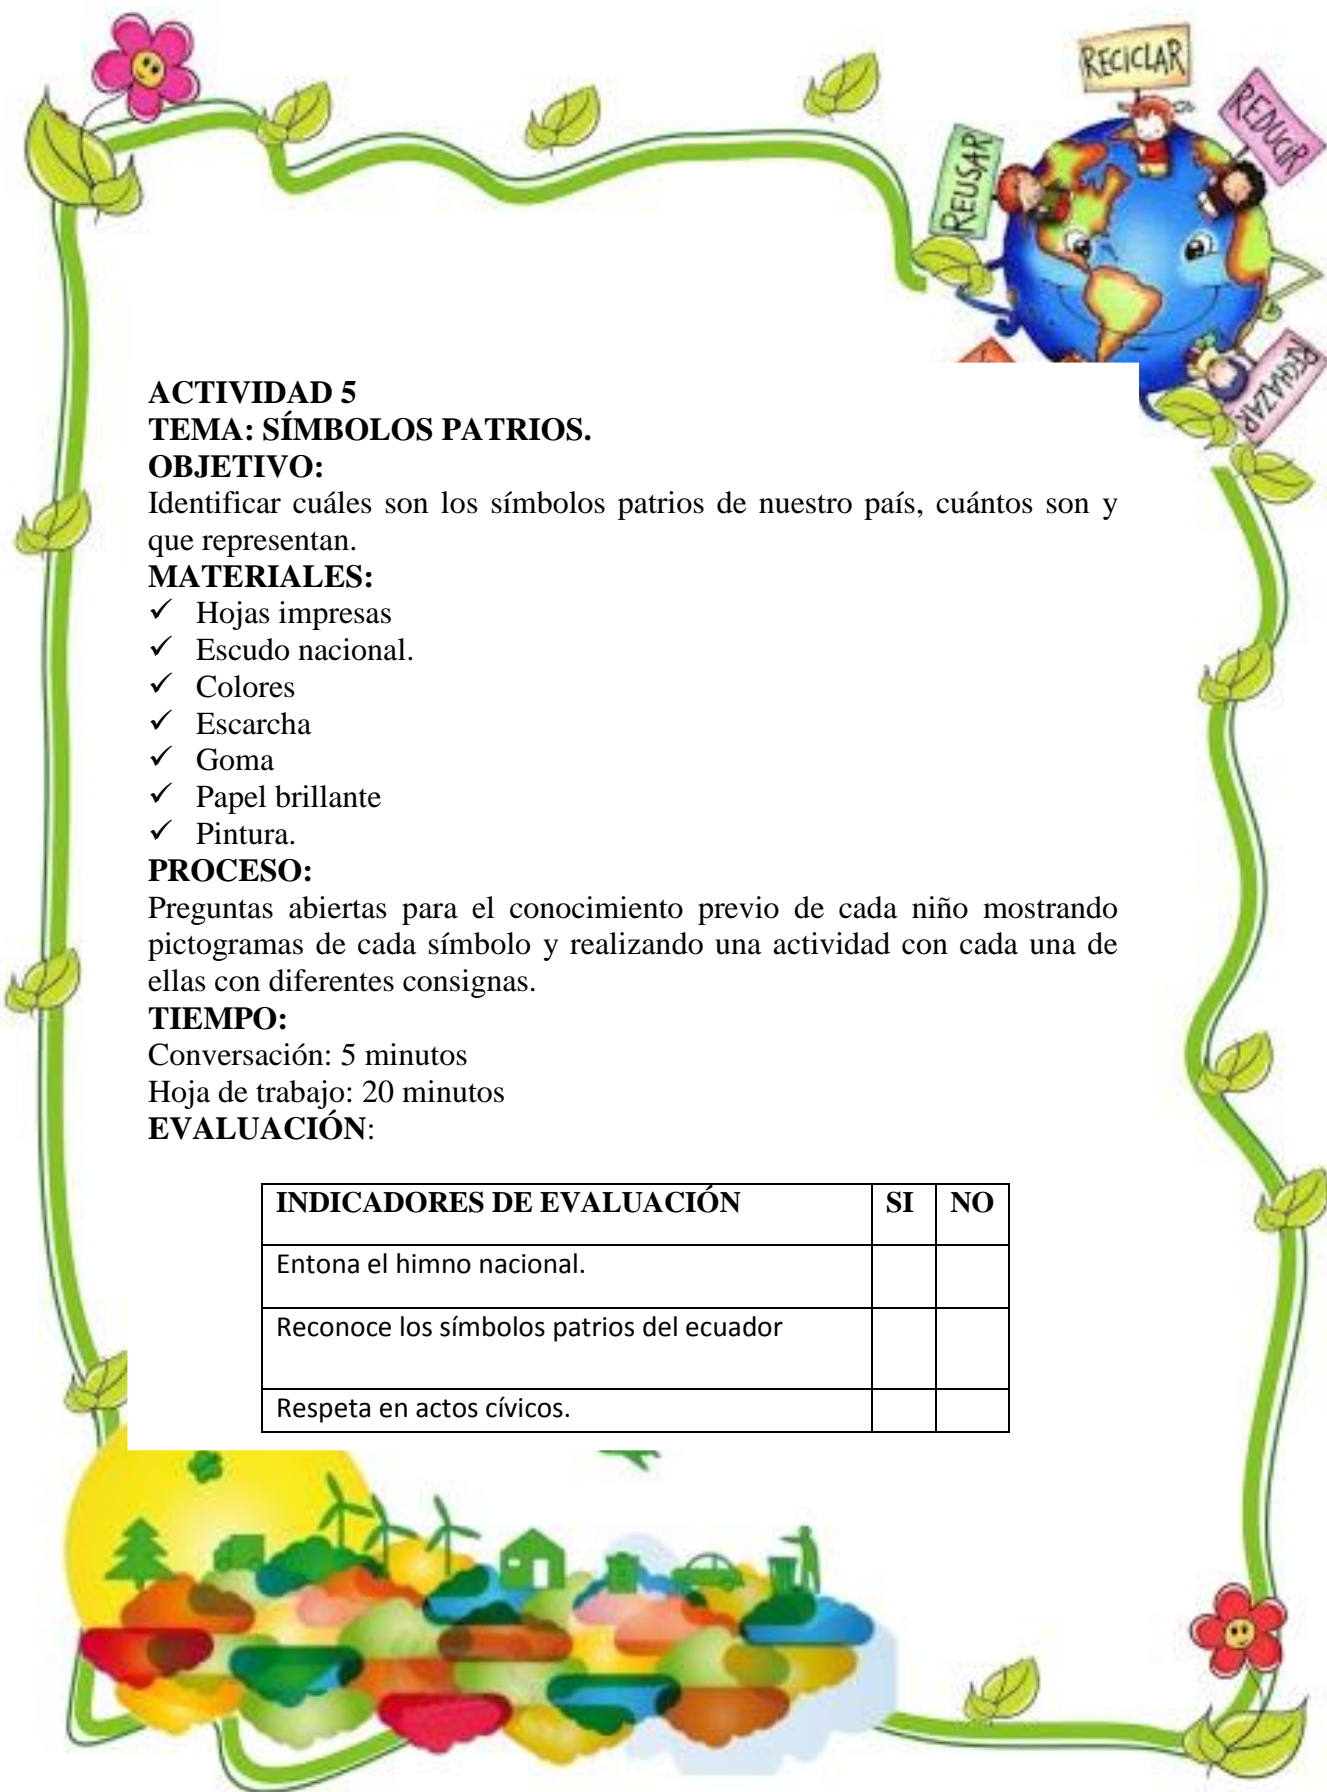 RECICLAR
REDUCIR
REUSAR
RECHAZAR
ACTIVIDAD 5
TEMA: SÍMBOLOS PATRIOS.
OBJETIVO:
Identificar cuáles son los símbolos patrios de nuestro país, cuántos son y
que representan.
MATERIALES:
✓ Hojas impresas
✓ Escudo nacional.
✓ Colores
✓ Escarcha
✓ Goma
✓ Papel brillante
✓ Pintura.
PROCESO:
Preguntas abiertas para el conocimiento previo de cada niño mostrando
pictogramas de cada símbolo y realizando una actividad con cada una de
ellas con diferentes consignas.
TIEMPO:
Conversación: 5 minutos
Hoja de trabajo: 20 minutos
EVALUACIÓN:
INDICADORES DE EVALUACIÓN SI NO
Entona el himno nacional.
Reconoce los símbolos patrios del ecuador
Respeta en actos cívicos.